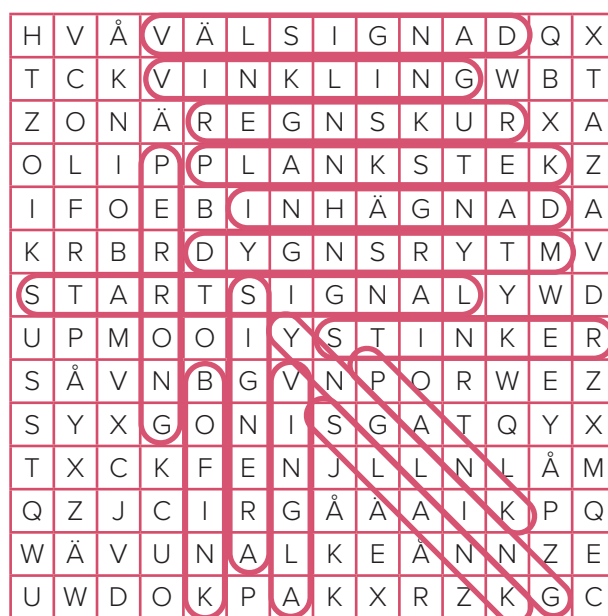 H V Å V Ä L S I G N A D Q X
T C K V I N K L I N G W B T
Z O N Ä R E G N S K U R X A
O L I P P L A N K S T E K Z
I F O E B I N H Ä G N A D A
K R B R D Y G N S R Y T M V
S T A R T S I G N A L Y W D
U P M O O I Y S T I N K E R
S Å V N B G V N P O R W E Z
S Y X G O N I S G A T Q Y X
T X C K F E N J L L N L Å M
Q Z J C I R G Å Ä A I K P Q
W Ä V U N A L K E Å N N Z E
U W D O K P A K X R Z K G C